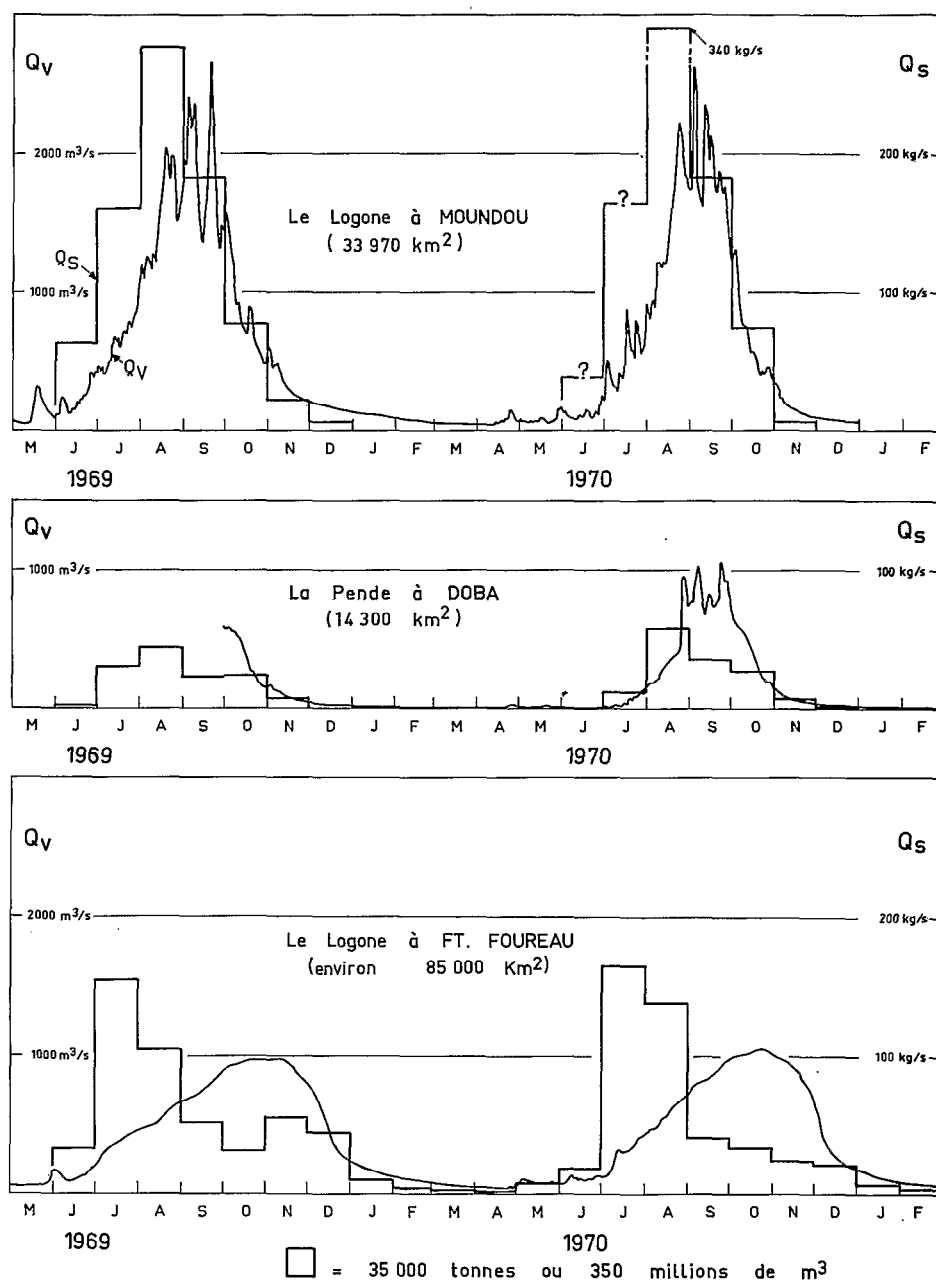 340 kg/s
Qv Qs
2000 m³/s 200 kg/s
Le Logone à MOUNDOU
(33 970 km²)
?
Qs
1000 m³/s 100 kg/s
Qv
?
M J J A S O N D J F M A M J J A S O N D J F
1969 1970
Qv Qs
1000 m³/s 100 kg/s
La Pende à DOBA
(14 300 km²)
M J J A S O N D J F M A M J J A S O N D J F
1969 1970
Qv Qs
2000 m³/s 200 kg/s
Le Logone à FT. FOUREAU
(environ 85 000 Km²)
1000 m³/s 100 kg/s
M J J A S O N D J F M A M J J A S O N D J F
1969 1970
= 35 000 tonnes ou 350 millions de m³